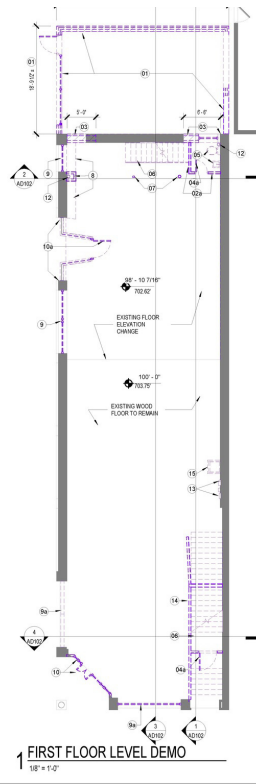 01
18'-9 1/2"±
01
5'-0"
6'-6"
03
03
2
AD102
9
8
06
05
12
07
04a
02a
12
10a
98' - 10 7/16"
702.62'
9
EXISTING FLOOR
ELEVATION
CHANGE
100' - 0"
703.75'
EXISTING WOOD
FLOOR TO REMAIN
15
13
14
9a
4
AD102
06
10
04a
9a
3
AD102
1
AD102
1 FIRST FLOOR LEVEL DEMO
1/8" = 1'-0"